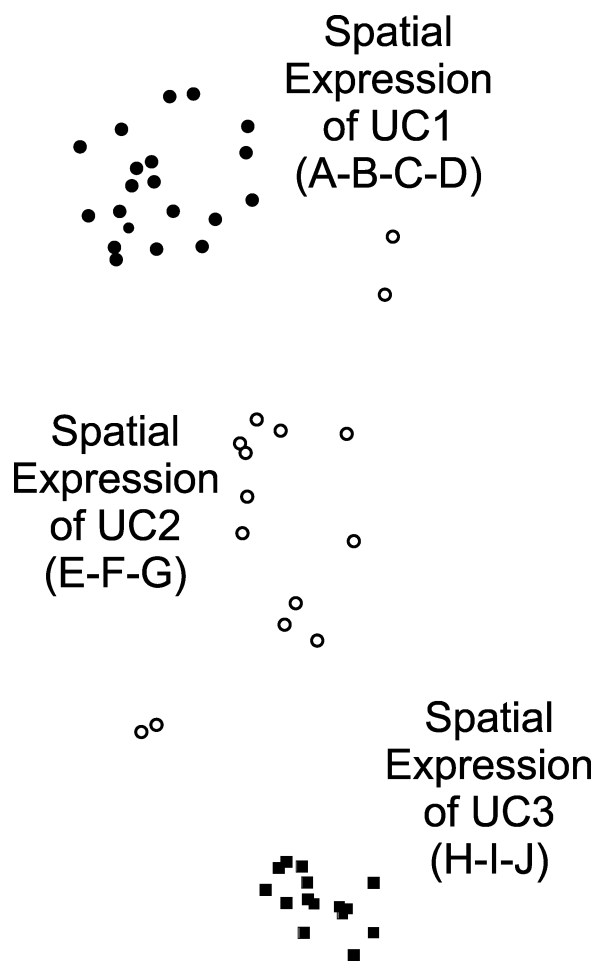 Spatial
Expression
of UC1
(A-B-C-D)
Spatial
Expression
of UC2
(E-F-G)
Spatial
Expression
of UC3
(H-I-J)